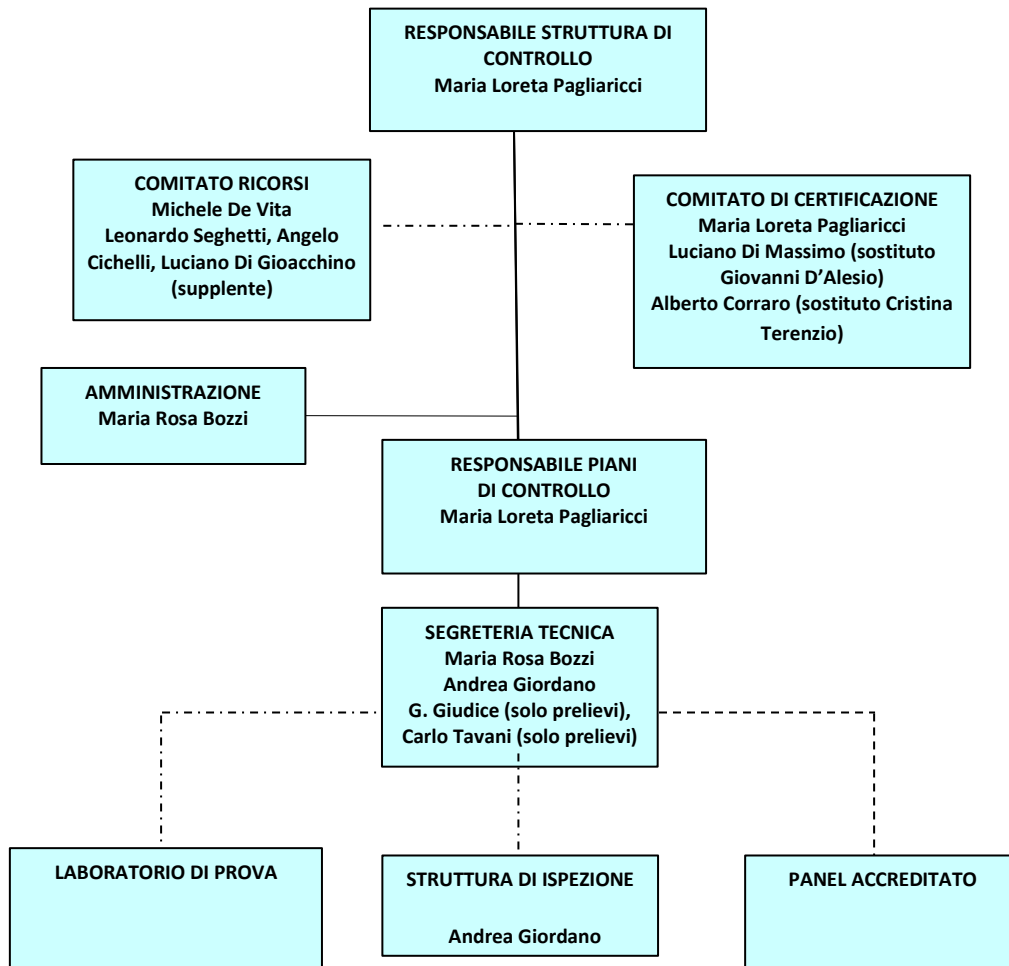 RESPONSABILE STRUTTURA DI
CONTROLLO
Maria Loreta Pagliaricci
COMITATO RICORSI
Michele De Vita
Leonardo Seghetti, Angelo
Cichelli, Luciano Di Gioacchino
(supplente)
COMITATO DI CERTIFICAZIONE
Maria Loreta Pagliaricci
Luciano Di Massimo (sostituto
Giovanni D’Alesio)
Alberto Corraro (sostituto Cristina
Terenzio)
AMMINISTRAZIONE
Maria Rosa Bozzi
RESPONSABILE PIANI
DI CONTROLLO
Maria Loreta Pagliaricci
SEGRETERIA TECNICA
Maria Rosa Bozzi
Andrea Giordano
G. Giudice (solo prelievi),
Carlo Tavani (solo prelievi)
LABORATORIO DI PROVA
STRUTTURA DI ISPEZIONE
Andrea Giordano
PANEL ACCREDITATO